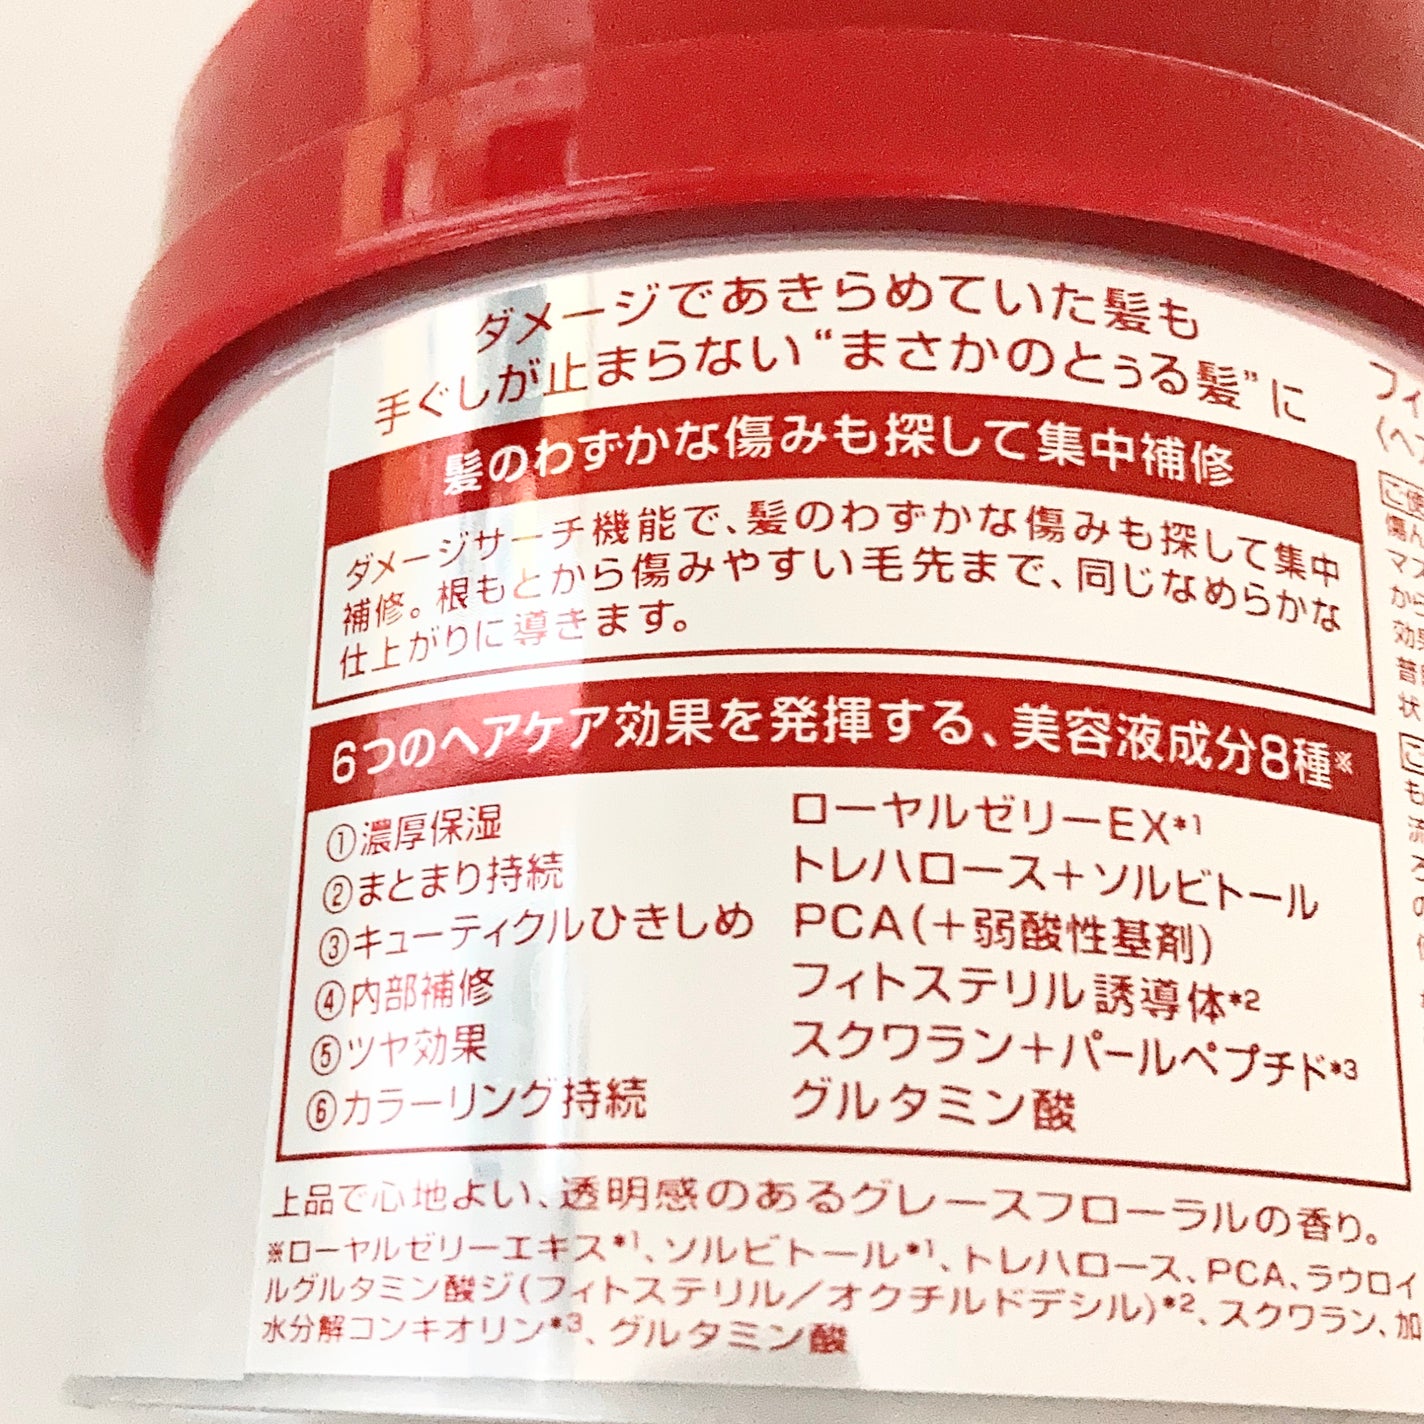 ダメージであきらめていた髪も
手ぐしが止まらない“まさかのとぅる髪”に
髪のわずかな傷みも探して集中補修
ダメージサーチ機能で、髪のわずかな傷みも探して集中
補修。根もとから傷みやすい毛先まで、同じなめらかな
仕上がりに導きます。
6つのヘアケア効果を発揮する、美容液成分8種※
①濃厚保湿 ローヤルゼリーEX*1
②まとまり持続 トレハロース+ソルビトール
③キューティクルひきしめ PCA(+弱酸性基剤)
④内部補修 フィトステリル誘導体*2
⑤ツヤ効果 スクワラン+パールペプチド*3
⑥カラーリング持続 グルタミン酸
上品で心地よい、透明感のあるグレースフローラルの香り。
※ローヤルゼリーエキス*1、ソルビトール*1、トレハロース、PCA、ラウロイ
ルグルタミン酸ジ(フィトステリル/オクチルドデシル)*2、スクワラン、加
水分解コンキオリン*3、グルタミン酸
フィ
傷ん
マス
から
効果
状